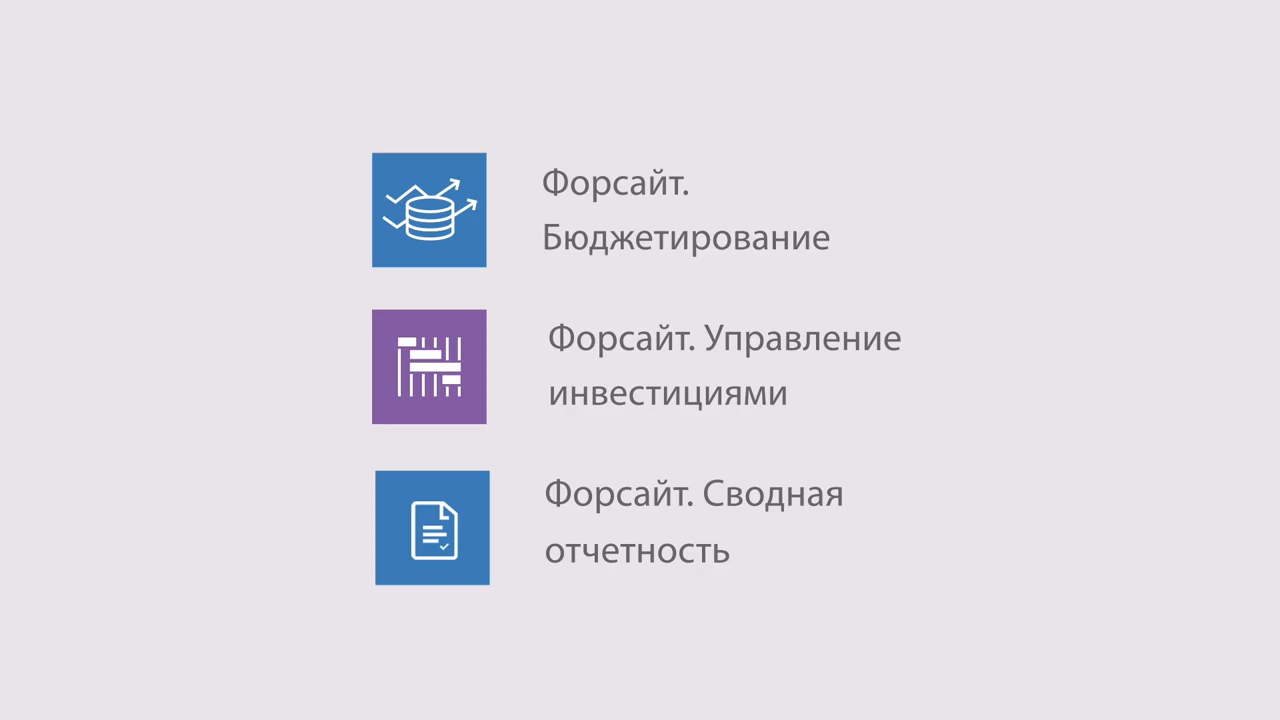 Форсайт.
Бюджетирование
Форсайт. Управление
инвестициями
Форсайт. Сводная
отчетность